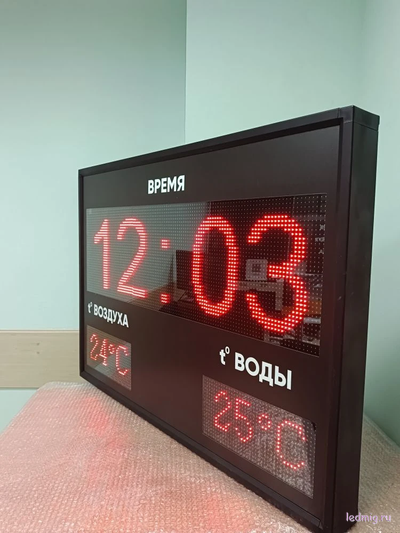 ВРЕМЯ
12:03
t° ВОЗДУХА
24°C
t° ВОДЫ
25°C
ledmig.ru